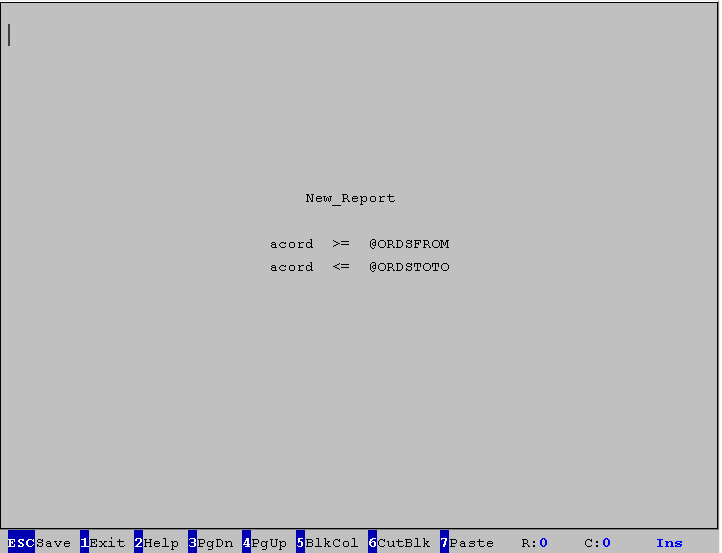 New_Report
acord >= @ORDSFROM
acord <= @ORDSTOTO
ESCSave 1Exit 2Help 3PgDn 4PgUp 5BlkCol 6CutBlk 7Paste R:0 C:0 Ins